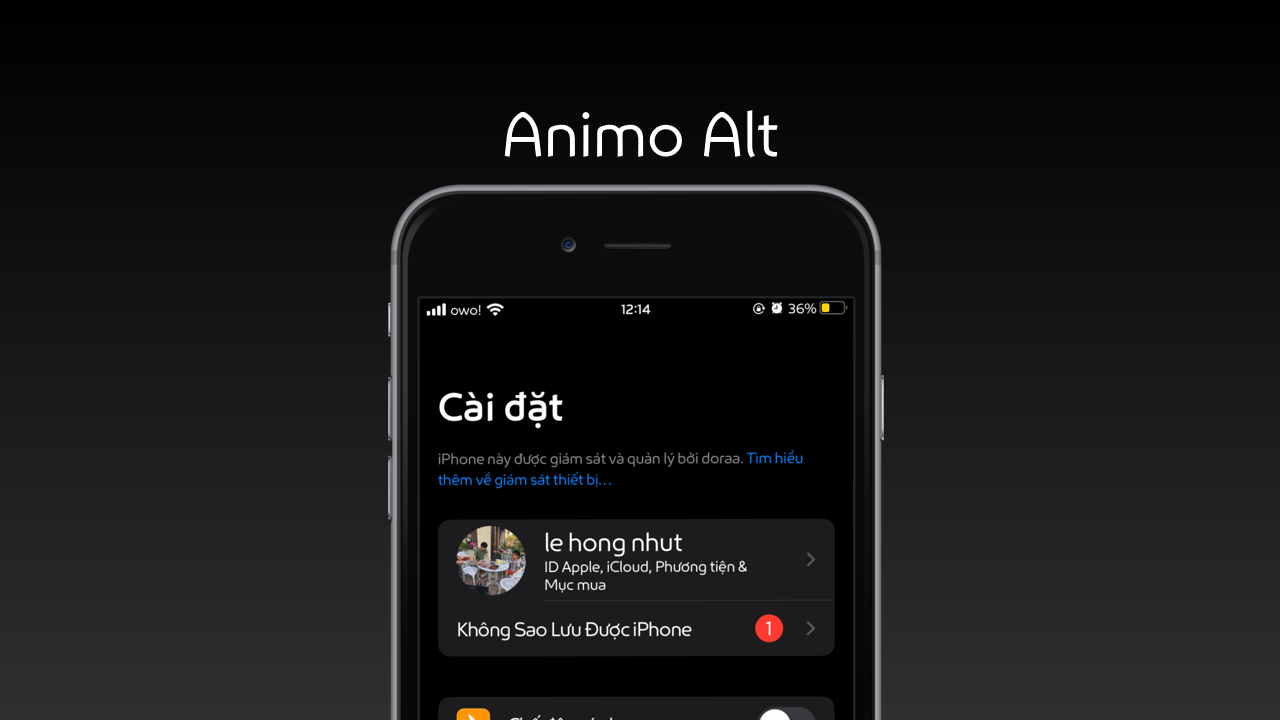 Animo Alt
owo! 12:14 36%
Cài đặt
iPhone này được giám sát và quản lý bởi doraa. Tìm hiểu
thêm về giám sát thiết bị...
le hong nhut
ID Apple, iCloud, Phương tiện &
Mục mua
Không Sao Lưu Được iPhone 1